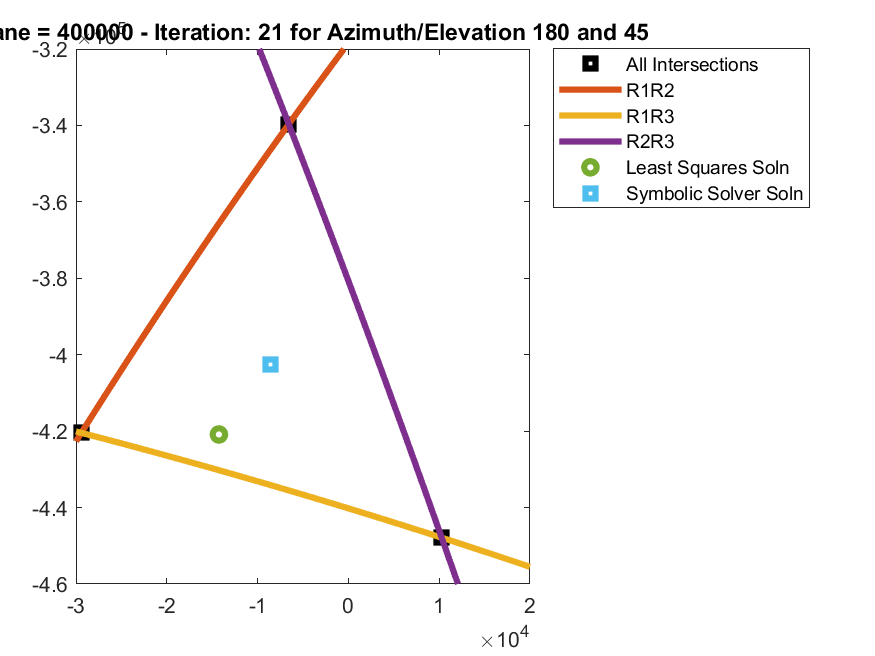 ane = 400000 - Iteration: 21 for Azimuth/Elevation 180 and 45
×10⁵
-3.2
-3.4
-3.6
-3.8
-4
-4.2
-4.4
-4.6
-3 -2 -1 0 1 2
×10⁴
All Intersections
R1R2
R1R3
R2R3
Least Squares Soln
Symbolic Solver Soln